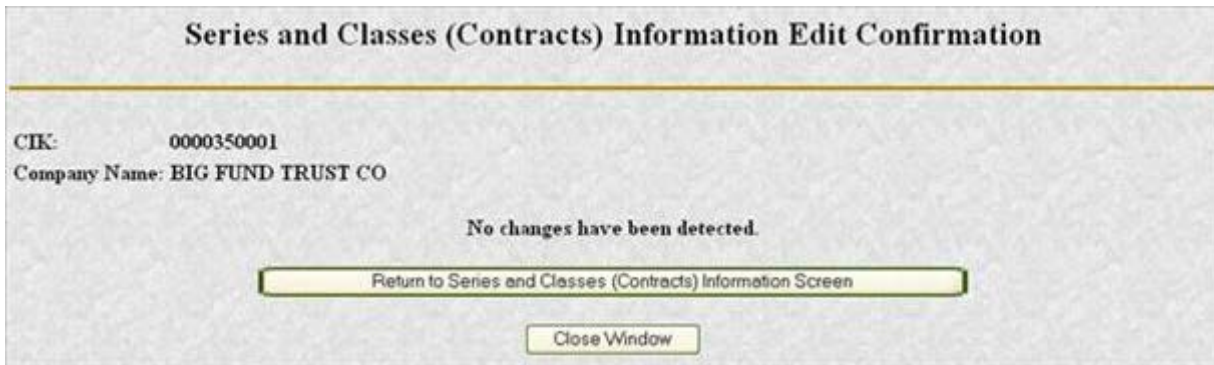 Series and Classes (Contracts) Information Edit Confirmation
CIK: 0000350001
Company Name: BIG FUND TRUST CO
No changes have been detected.
Return to Series and Classes (Contracts) Information Screen
Close Window